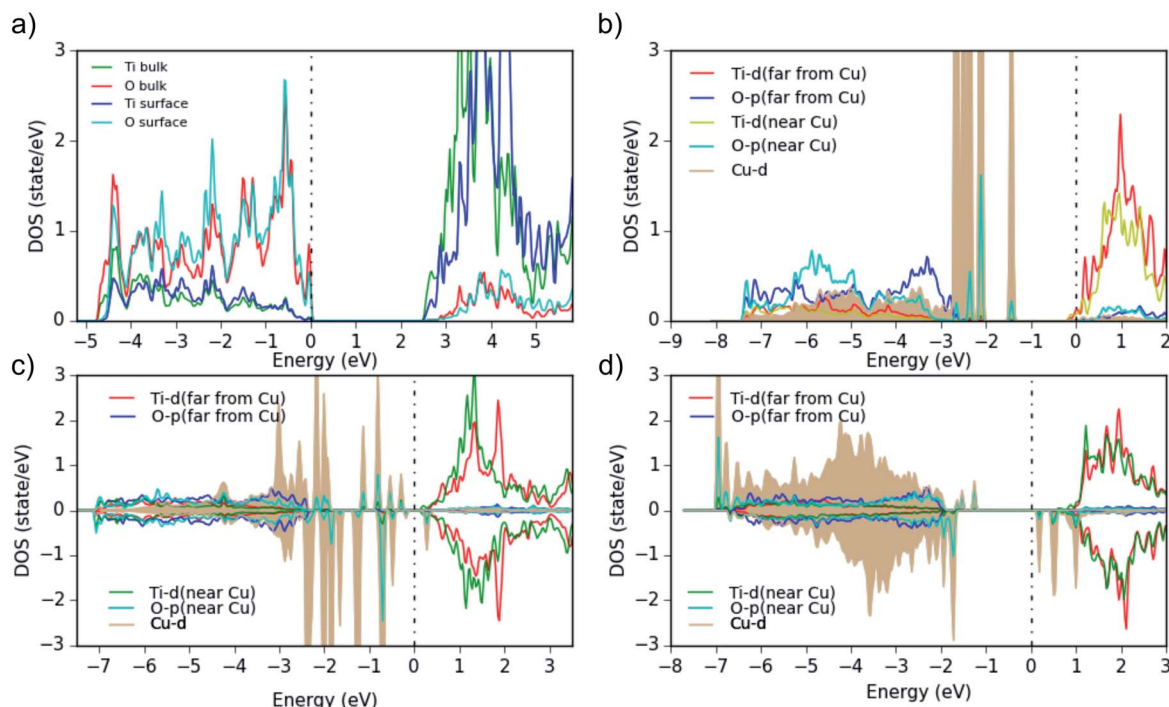 a)
3
2
1
0
DOS (state/eV)
Ti bulk
O bulk
Ti surface
O surface
−5 −4 −3 −2 −1 0 1 2 3 4 5
Energy (eV)
b)
3
2
1
0
DOS (state/eV)
Ti-d(far from Cu)
O-p(far from Cu)
Ti-d(near Cu)
O-p(near Cu)
Cu-d
−9 −8 −7 −6 −5 −4 −3 −2 −1 0 1 2
Energy (eV)
c)
3
2
1
0
−1
−2
−3
DOS (state/eV)
Ti-d(far from Cu)
O-p(far from Cu)
Ti-d(near Cu)
O-p(near Cu)
Cu-d
−7 −6 −5 −4 −3 −2 −1 0 1 2 3
Energy (eV)
d)
3
2
1
0
−1
−2
−3
DOS (state/eV)
Ti-d(far from Cu)
O-p(far from Cu)
Ti-d(near Cu)
O-p(near Cu)
Cu-d
−8 −7 −6 −5 −4 −3 −2 −1 0 1 2 3
Energy (eV)